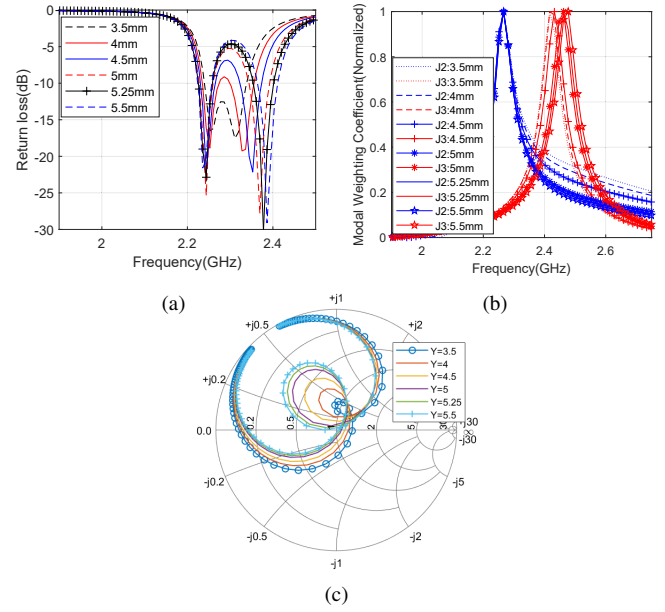 Return loss(dB)
0
-5
-10
-15
-20
-25
-30
3.5mm
4mm
4.5mm
5mm
5.25mm
5.5mm
2
2.2
2.4
Frequency(GHz)
(a)
Modal Weighting Coefficient(Normalized)
1
0.8
0.6
0.4
0.2
0
J2:3.5mm
J3:3.5mm
J2:4mm
J3:4mm
J2:4.5mm
J3:4.5mm
J2:5mm
J3:5mm
J2:5.25mm
J3:5.25mm
J2:5.5mm
J3:5.5mm
2
2.2
2.4
2.6
Frequency(GHz)
(b)
+j1
+j0.5
+j2
+j0.2
0.0
0.2
0.5
1
2
5
-j0.2
-j0.5
-j1
-j2
-j5
-j30
Y=3.5
Y=4
Y=4.5
Y=5
Y=5.25
Y=5.5
(c)